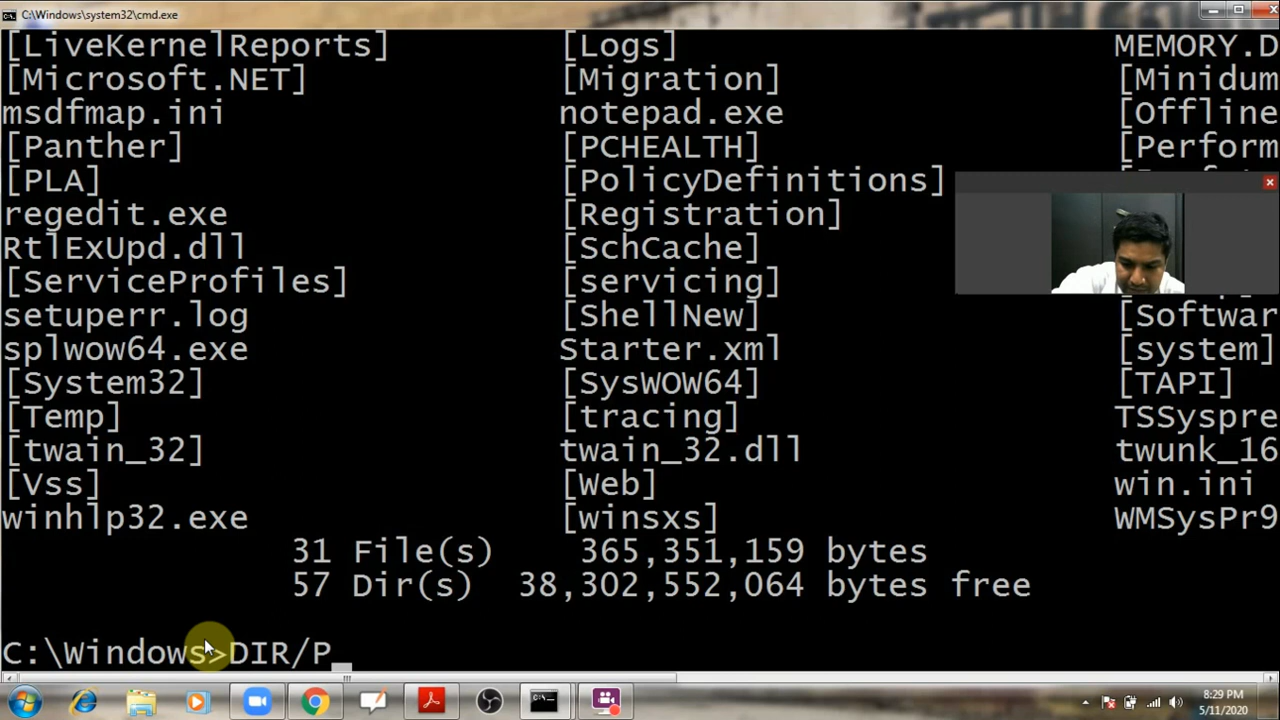 C:\Windows\system32\cmd.exe
[LiveKernelReports] [Logs] MEMORY.D
[Microsoft.NET] [Migration] [Minidum
msdfmap.ini notepad.exe [Offline
[Panther] [PCHEALTH] [Perform
[PLA] [PolicyDefinitions]
regedit.exe [Registration]
RtlExUpd.dll [SchCache]
[ServiceProfiles] [servicing]
setuperr.log [ShellNew] [Softwar
splwow64.exe Starter.xml [system]
[System32] [SysWOW64] [TAPI]
[Temp] [tracing] TSSyspre
[twain_32] twain_32.dll twunk_16
[Vss] [Web] win.ini
winhlp32.exe [winsxs] WMSysPr9
31 File(s) 365,351,159 bytes
57 Dir(s) 38,302,552,064 bytes free
C:\Windows>DIR/P_
8:29 PM
5/11/2020